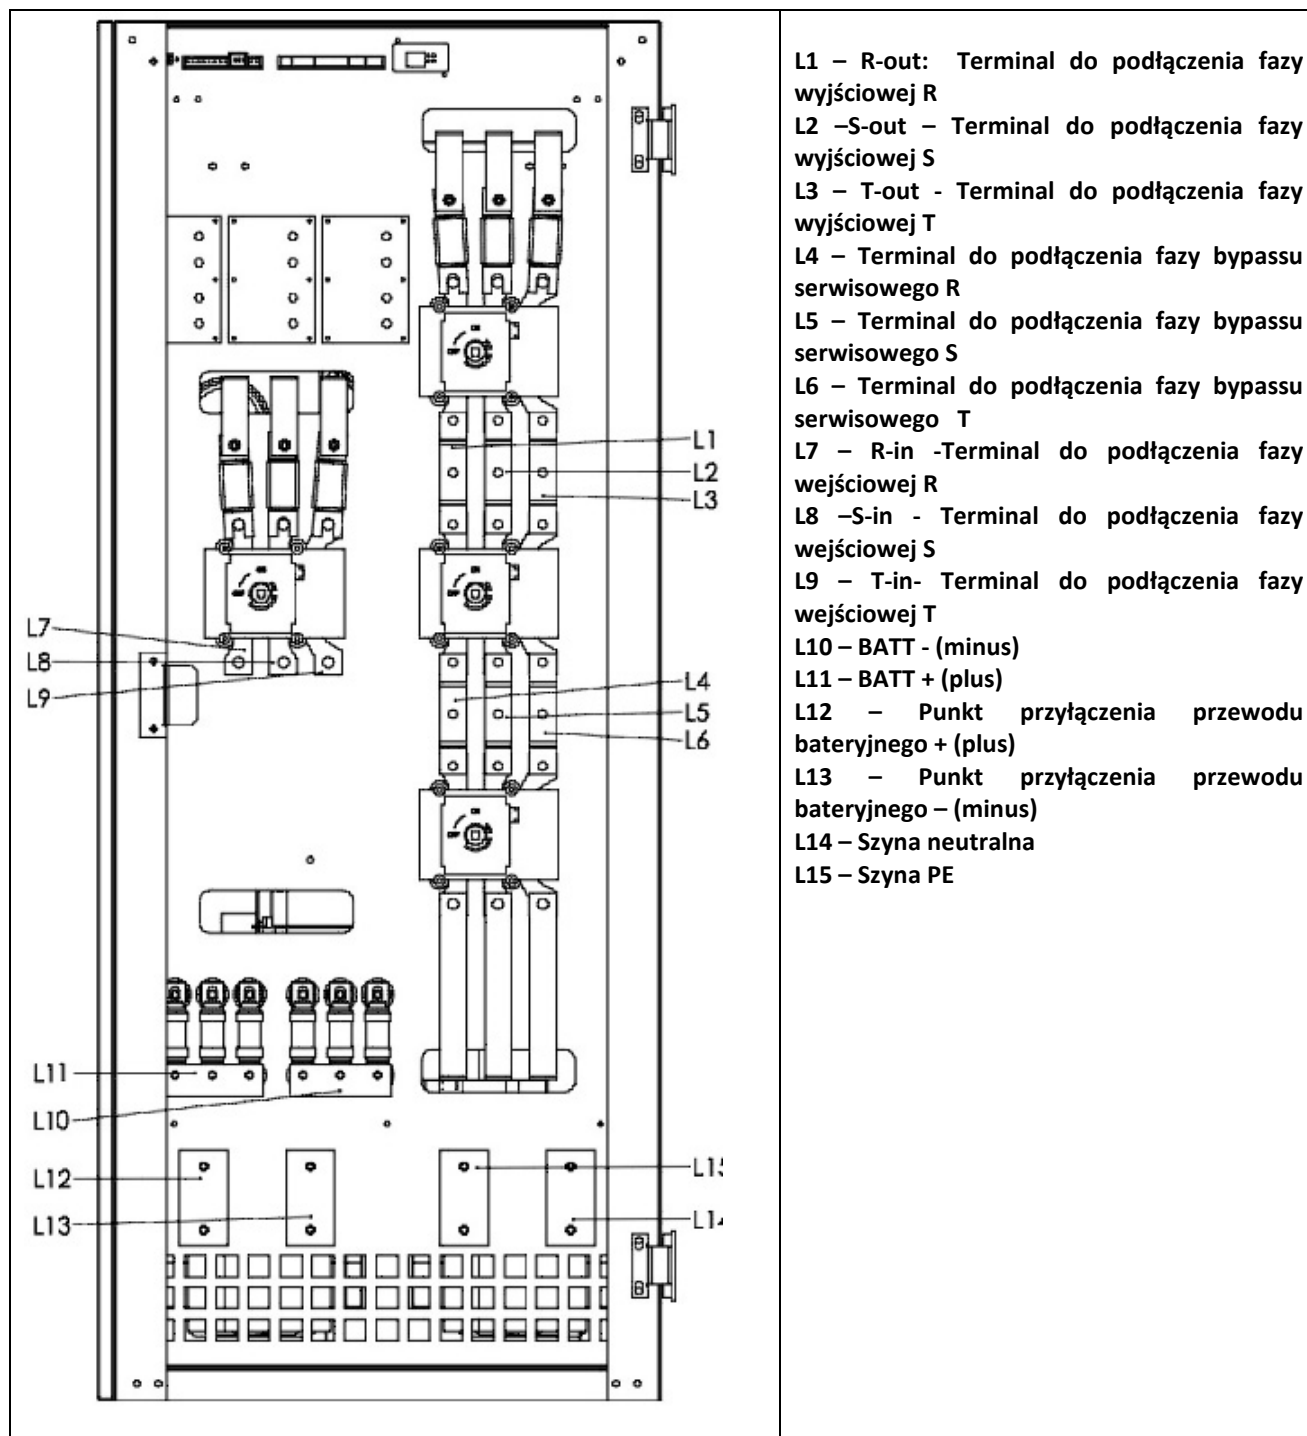 L1
L2
L3
L7
L8
L9
L4
L5
L6
L11
L10
L12
L13
L1
L1
L1 – R-out: Terminal do podłączenia fazy
wyjściowej R
L2 –S-out – Terminal do podłączenia fazy
wyjściowej S
L3 – T-out - Terminal do podłączenia fazy
wyjściowej T
L4 – Terminal do podłączenia fazy bypassu
serwisowego R
L5 – Terminal do podłączenia fazy bypassu
serwisowego S
L6 – Terminal do podłączenia fazy bypassu
serwisowego T
L7 – R-in -Terminal do podłączenia fazy
wejściowej R
L8 –S-in - Terminal do podłączenia fazy
wejściowej S
L9 – T-in- Terminal do podłączenia fazy
wejściowej T
L10 – BATT - (minus)
L11 – BATT + (plus)
L12 – Punkt przyłączenia przewodu
bateryjnego + (plus)
L13 – Punkt przyłączenia przewodu
bateryjnego – (minus)
L14 – Szyna neutralna
L15 – Szyna PE